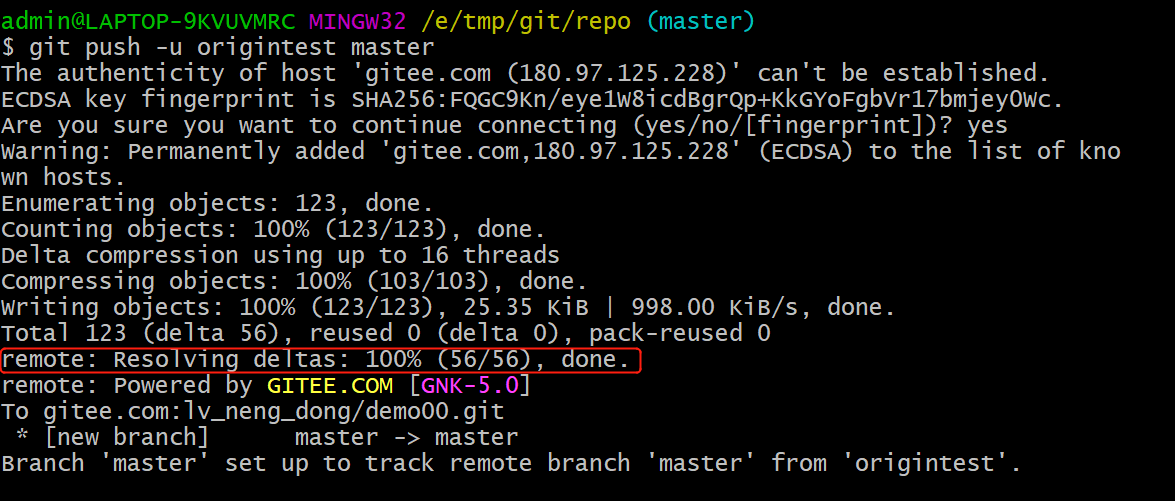 admin@LAPTOP-9KVUVMRC MINGW32 /e/tmp/git/repo (master)
$ git push -u origintest master
The authenticity of host 'gitee.com (180.97.125.228)' can't be established.
ECDSA key fingerprint is SHA256:FQGC9Kn/eye1W8icdBgrQp+KkGYoFgbVr17bmjey0Wc.
Are you sure you want to continue connecting (yes/no/[fingerprint])? yes
Warning: Permanently added 'gitee.com,180.97.125.228' (ECDSA) to the list of kno
wn hosts.
Enumerating objects: 123, done.
Counting objects: 100% (123/123), done.
Delta compression using up to 16 threads
Compressing objects: 100% (103/103), done.
Writing objects: 100% (123/123), 25.35 KiB | 998.00 KiB/s, done.
Total 123 (delta 56), reused 0 (delta 0), pack-reused 0
remote: Resolving deltas: 100% (56/56), done.
remote: Powered by GITEE.COM [GNK-5.0]
To gitee.com:lv_neng_dong/demo00.git
 * [new branch]      master -> master
Branch 'master' set up to track remote branch 'master' from 'origintest'.